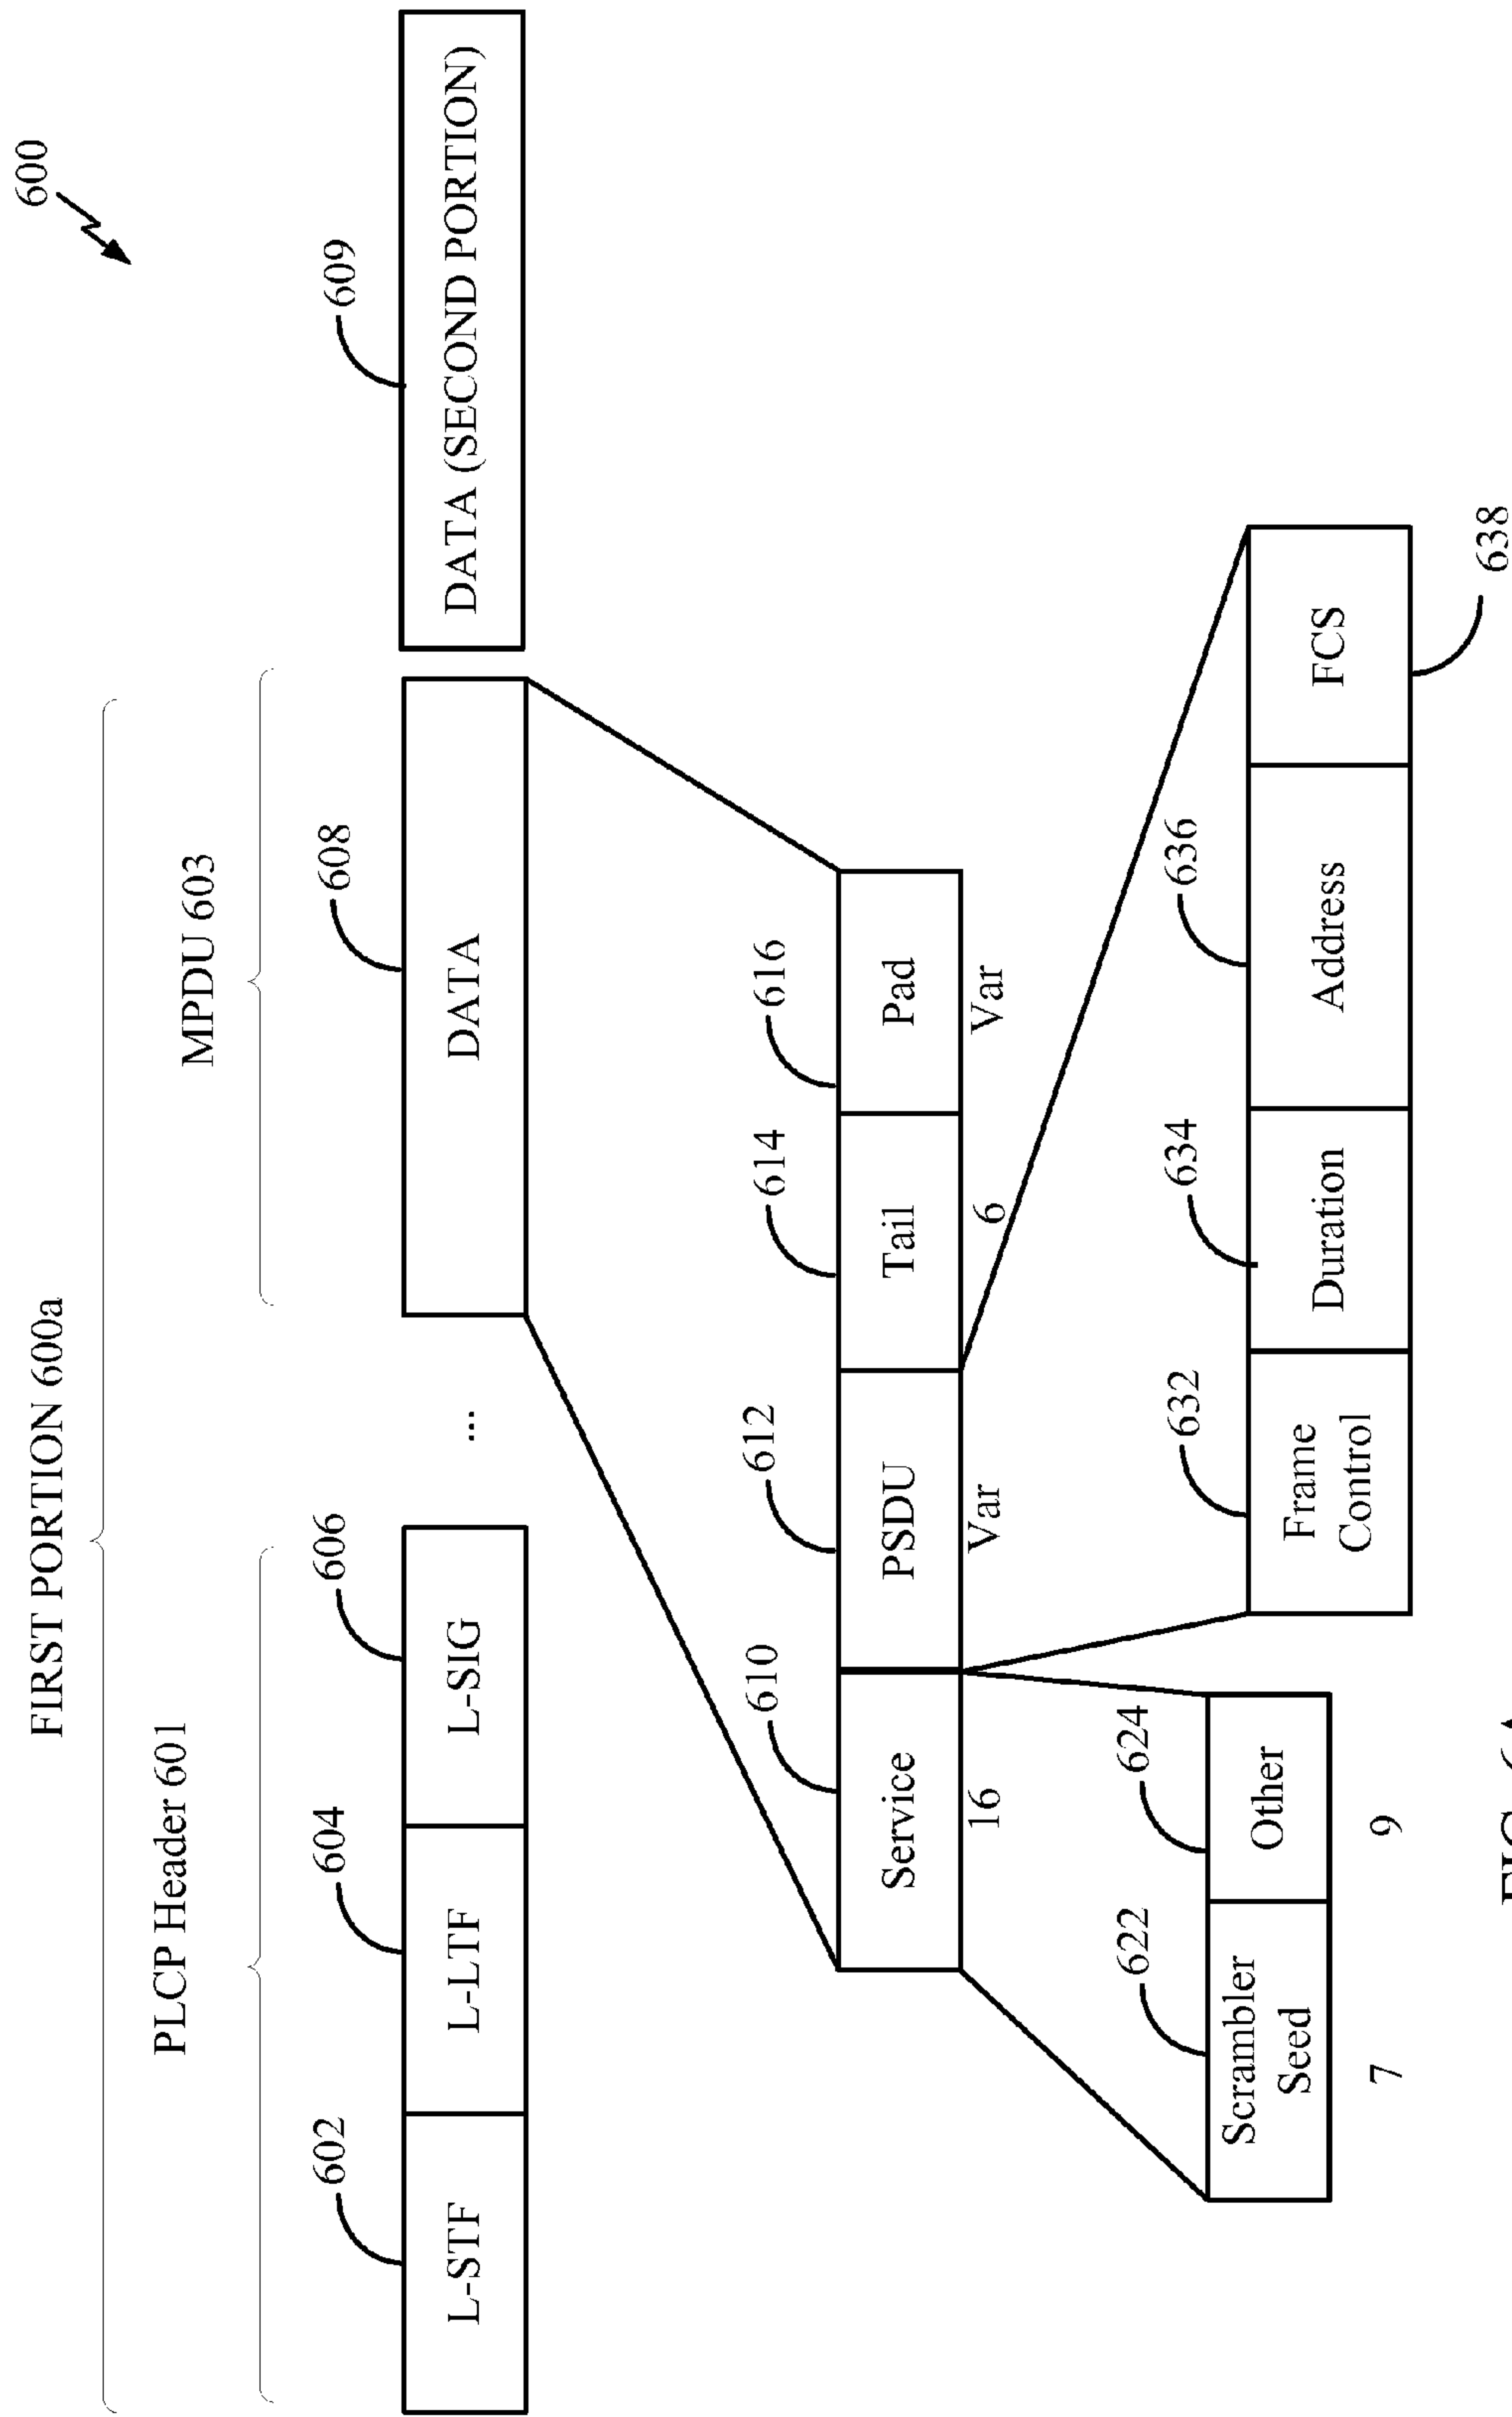 600
FIRST PORTION 600a
PLCP Header 601
MPDU 603
602
604
606
608
609
L-STF
L-LTF
L-SIG
...
DATA
DATA (SECOND PORTION)
610
612
614
616
Service
PSDU
Tail
Pad
16
Var
6
Var
622
624
632
634
636
Scrambler
Seed
Other
Frame
Control
Duration
Address
FCS
7
9
638